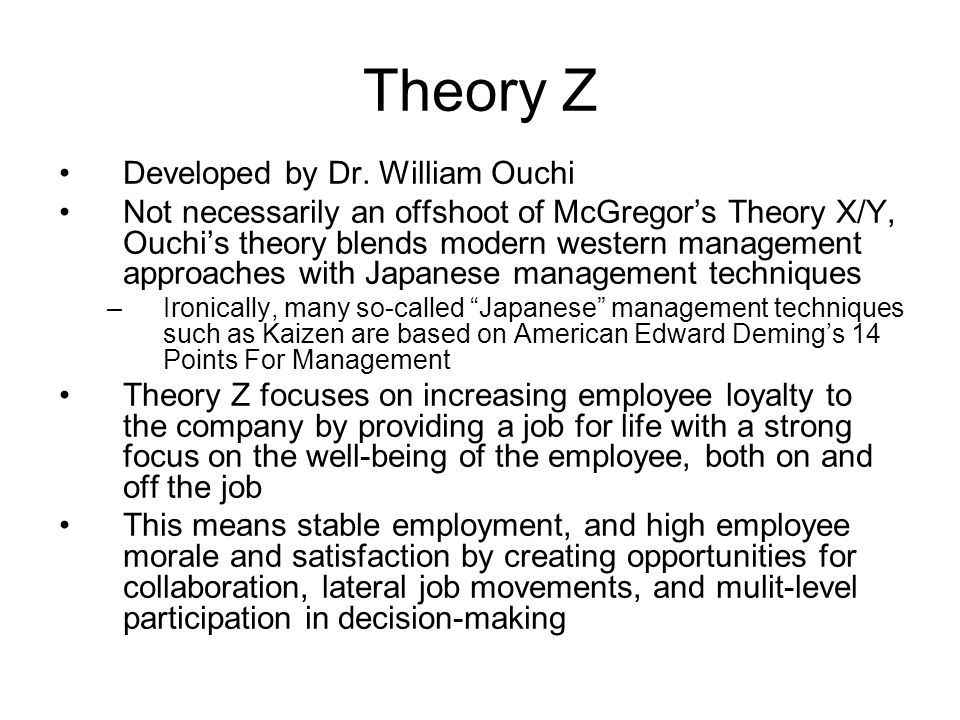 Theory Z
• Developed by Dr. William Ouchi
• Not necessarily an offshoot of McGregor’s Theory X/Y,
Ouchi’s theory blends modern western management
approaches with Japanese management techniques
– Ironically, many so-called “Japanese” management techniques
such as Kaizen are based on American Edward Deming’s 14
Points For Management
• Theory Z focuses on increasing employee loyalty to
the company by providing a job for life with a strong
focus on the well-being of the employee, both on and
off the job
• This means stable employment, and high employee
morale and satisfaction by creating opportunities for
collaboration, lateral job movements, and mulit-level
participation in decision-making